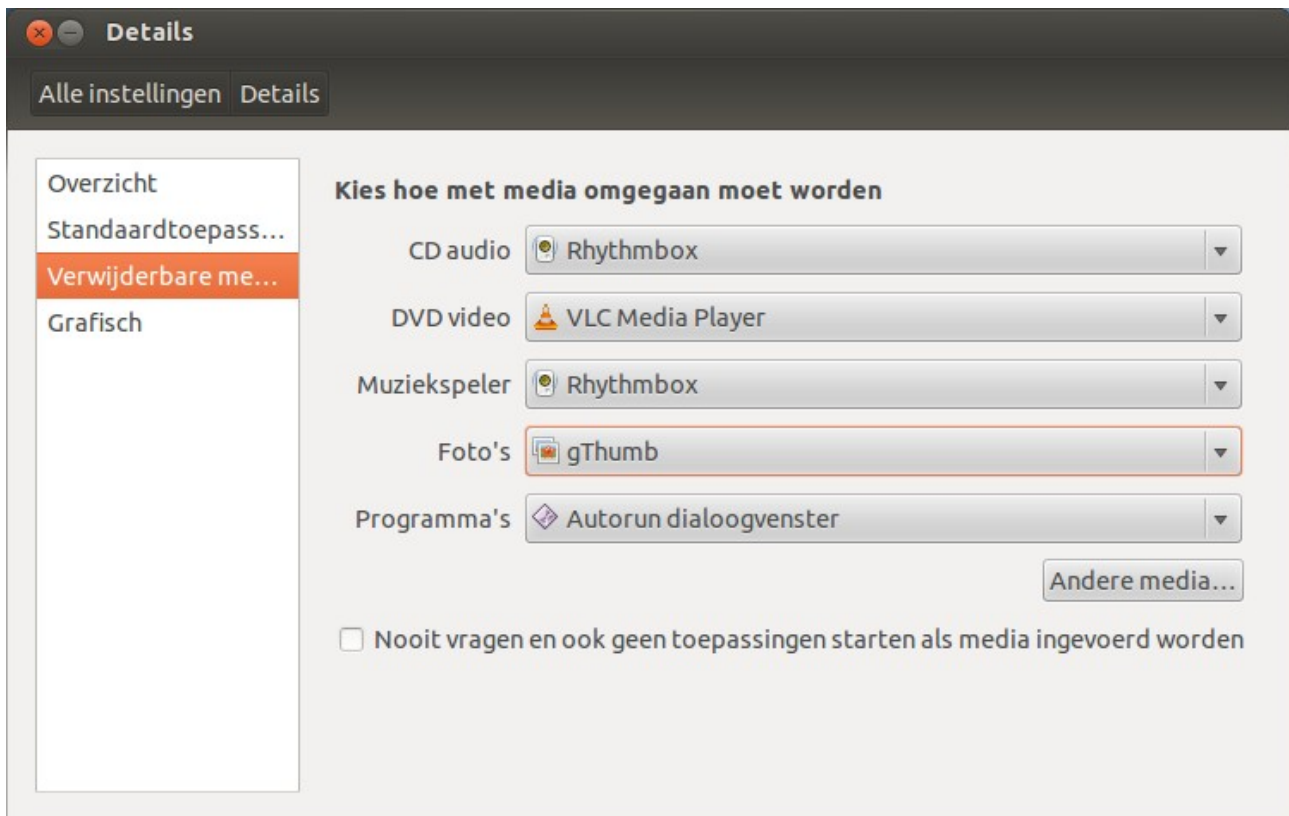 Details
Alle instellingen Details
Overzicht
Standaardtoepass...
Verwijderbare me...
Grafisch
Kies hoe met media omgegaan moet worden
CD audio Rhythmbox
DVD video VLC Media Player
Muziekspeler Rhythmbox
Foto's gThumb
Programma's Autorun dialoogvenster
Andere media...
Nooit vragen en ook geen toepassingen starten als media ingevoerd worden